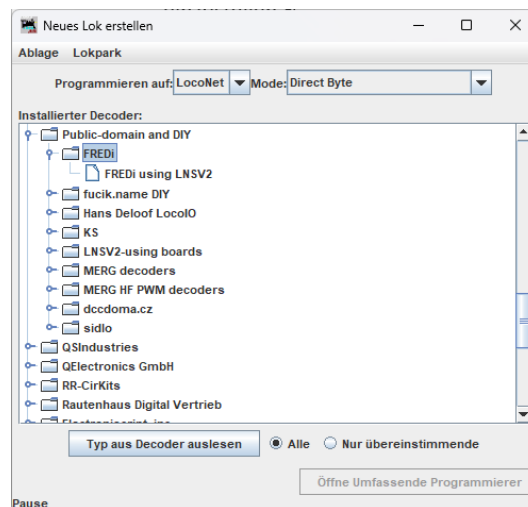 Neues Lok erstellen
Ablage Lokpark
Programmieren auf: LocoNet Mode: Direct Byte
Installierter Decoder:
Public-domain and DIY
FREDi
FREDi using LNSV2
fucik.name DIY
Hans Deloof LocoIO
KS
LNSV2-using boards
MERG decoders
MERG HF PWM decoders
dccdoma.cz
sidlo
QSIndustries
QElectronics GmbH
RR-CirKits
Rautenhaus Digital Vertrieb
Typ aus Decoder auslesen Alle Nur übereinstimmende
Öffne Umfassende Programmierer
Pause